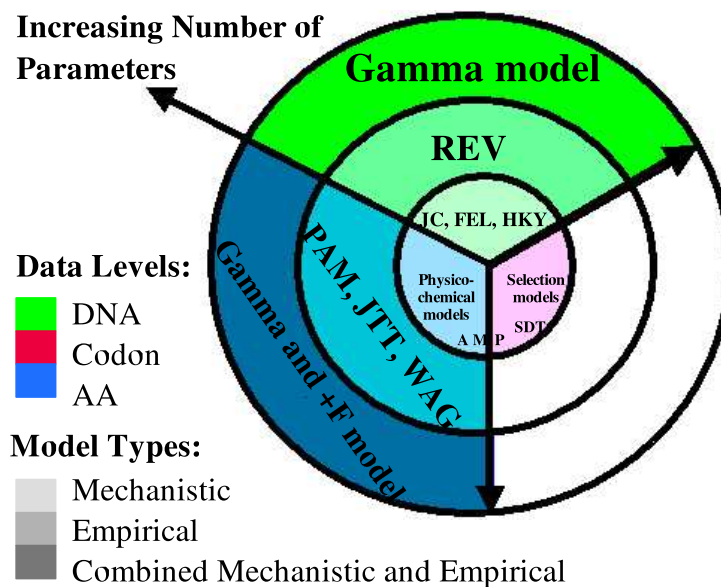 Increasing Number of
Parameters
Gamma model
REV
JC, FEL, HKY
Physico-
chemical
models
Selection
models
SDT
A M P
PAM, JTT, WAG
Gamma and +F model
Data Levels:
DNA
Codon
AA
Model Types:
Mechanistic
Empirical
Combined Mechanistic and Empirical